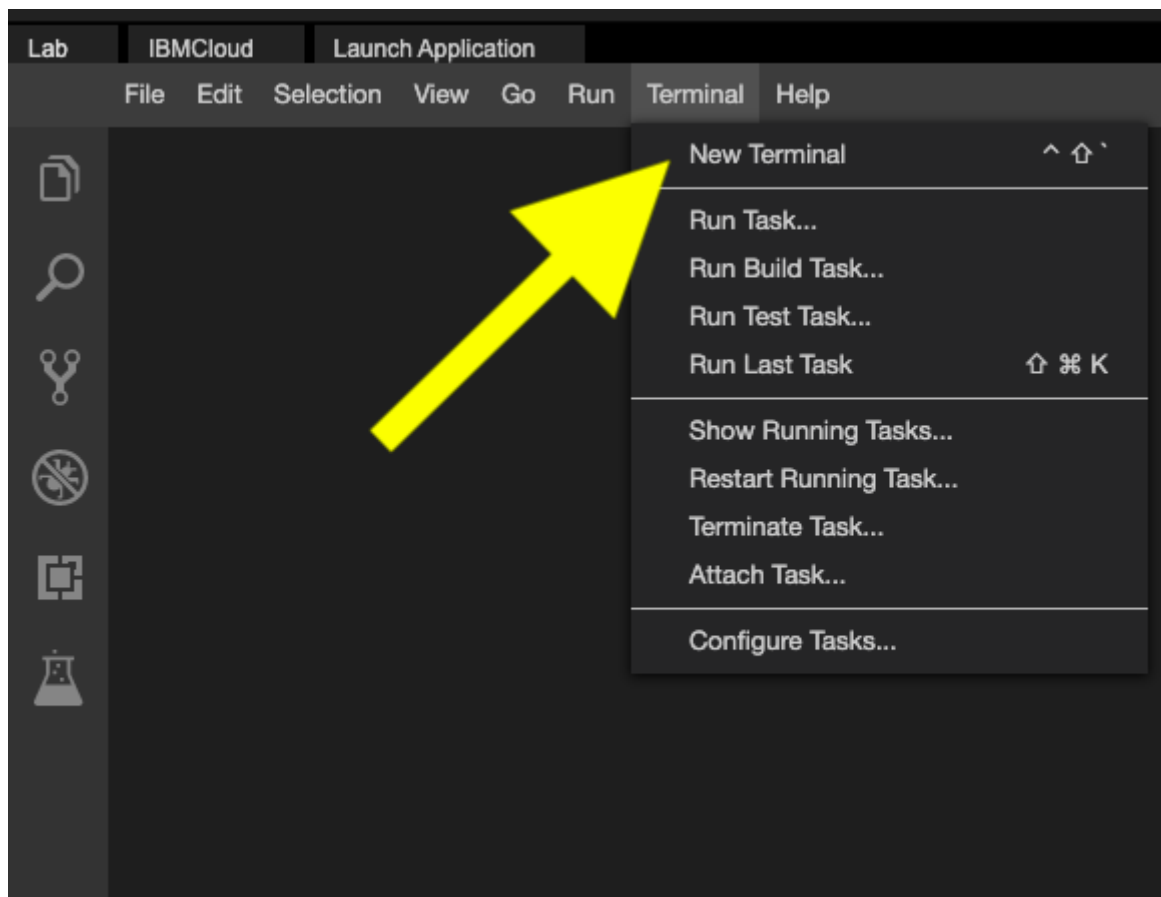 Lab IBMCloud Launch Application
File Edit Selection View Go Run Terminal Help
New Terminal ^ ⇧ `
Run Task...
Run Build Task...
Run Test Task...
Run Last Task ⇧ ⌘ K
Show Running Tasks...
Restart Running Task...
Terminate Task...
Attach Task...
Configure Tasks...